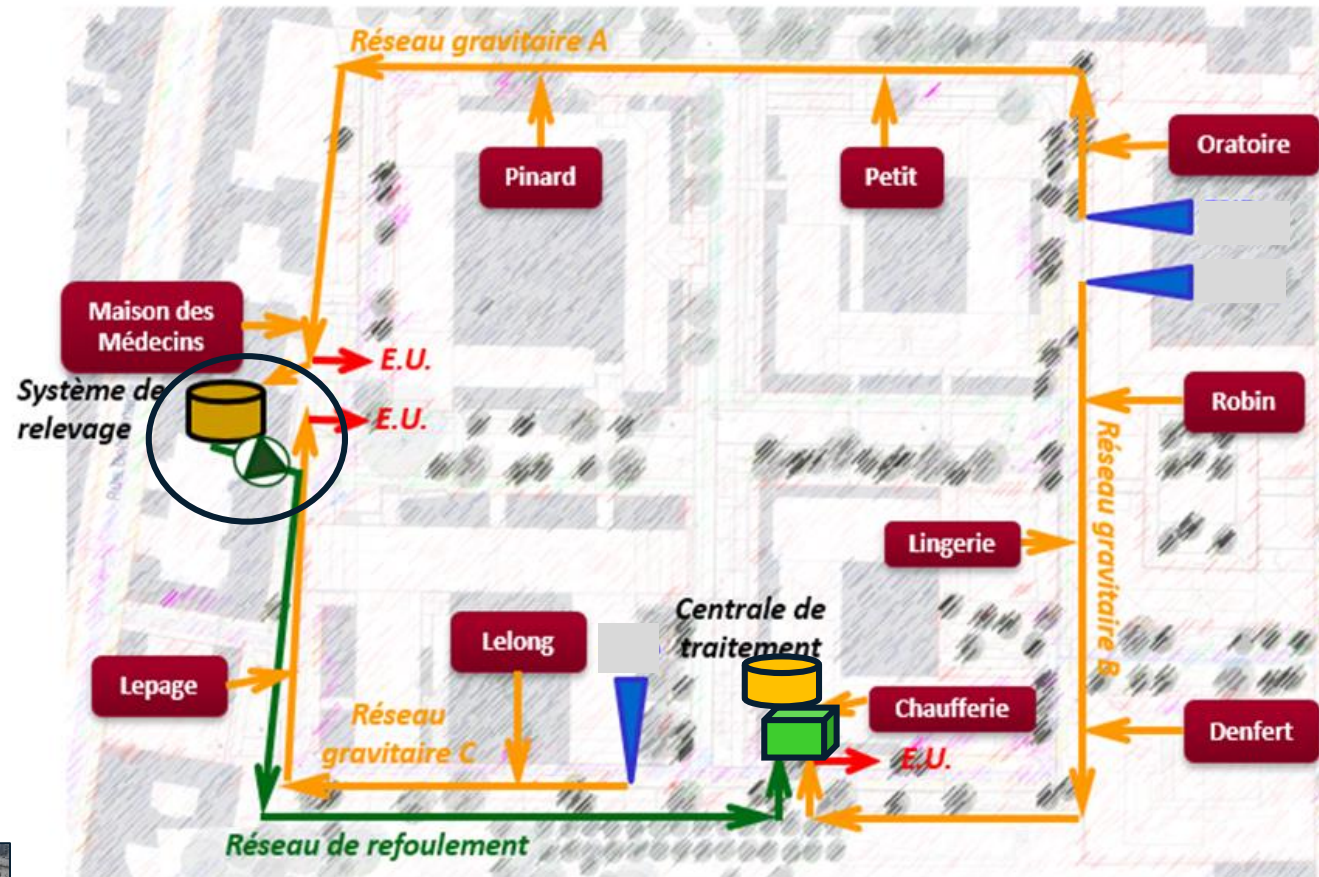 Réseau gravitaire A
Pinard
Petit
Oratoire
Maison des
Médecins
E.U.
Système de
relevage
E.U.
Robin
Réseau gravitaire B
Lingerie
Centrale de
traitement
Lelong
Lepage
Chaufferie
Réseau
gravitaire C
Denfert
E.U.
Réseau de refoulement